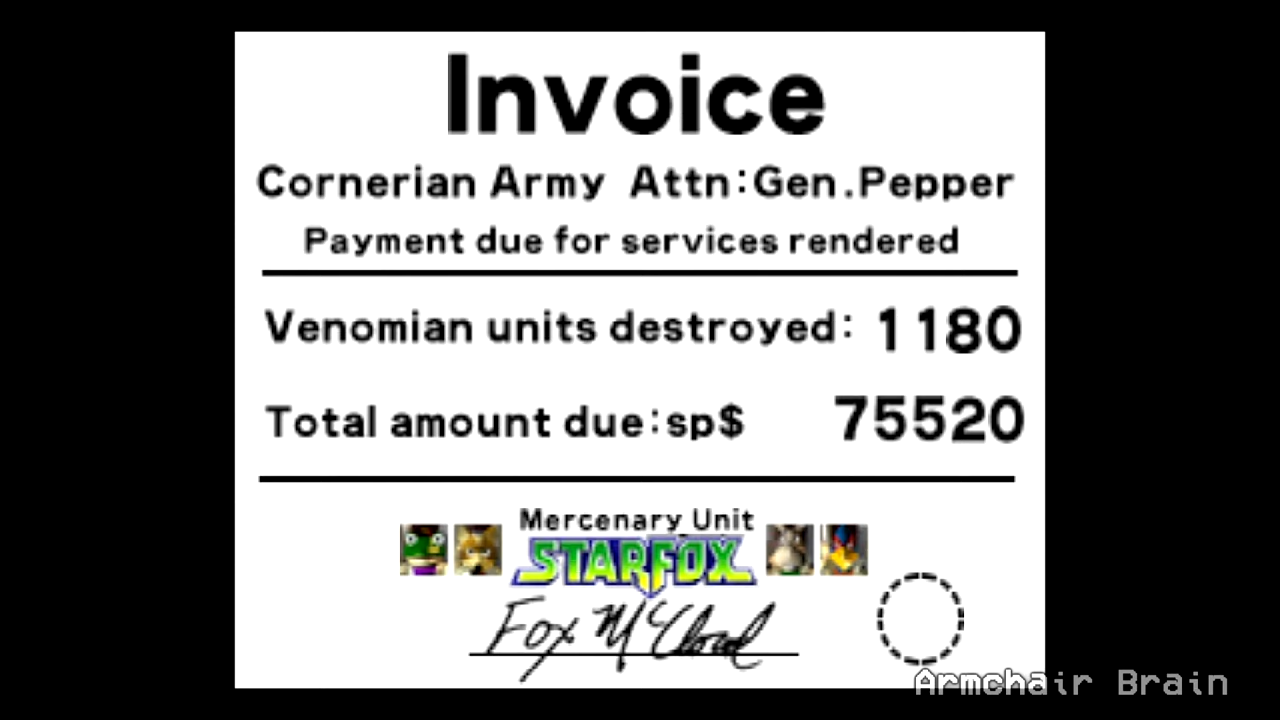 Invoice
Cornerian Army Attn:Gen.Pepper
Payment due for services rendered
Venomian units destroyed: 1180
Total amount due:sp$ 75520
Mercenary Unit
STARFOX
Fox McCloud
Armchair Brain